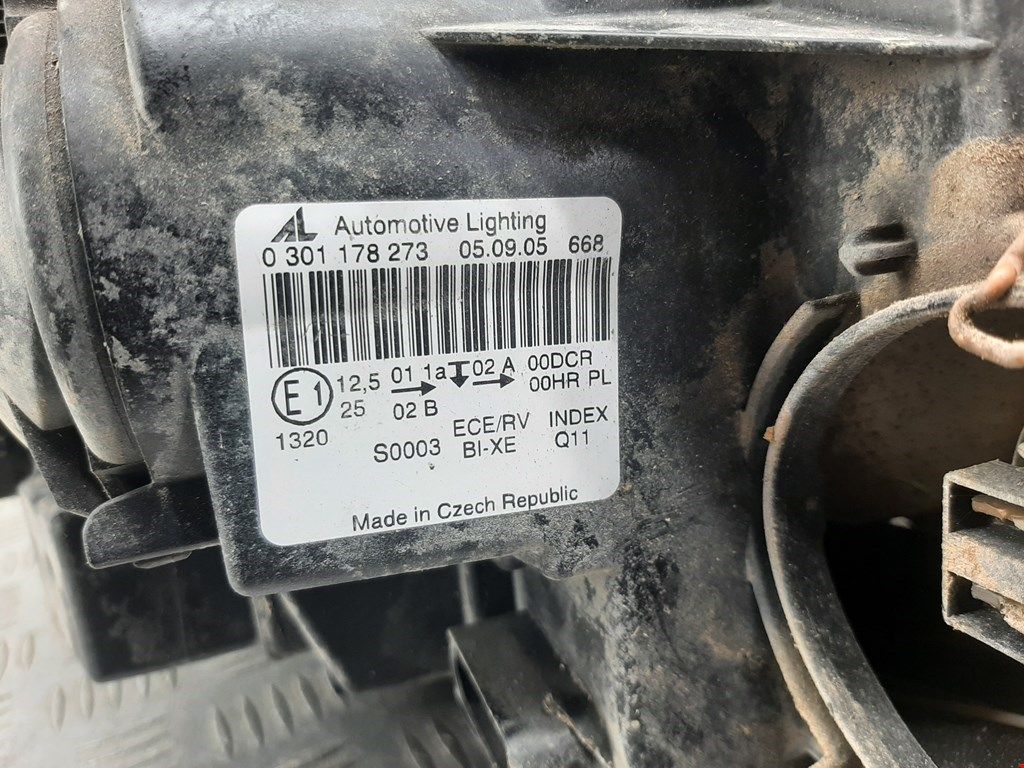 AL Automotive Lighting
0 301 178 273 05.09.05 668
E1 12,5 01 1a 02 A 00DCR
25 02 B 00HR PL
1320
S0003 ECE/RV INDEX
BI-XE Q11
Made in Czech Republic